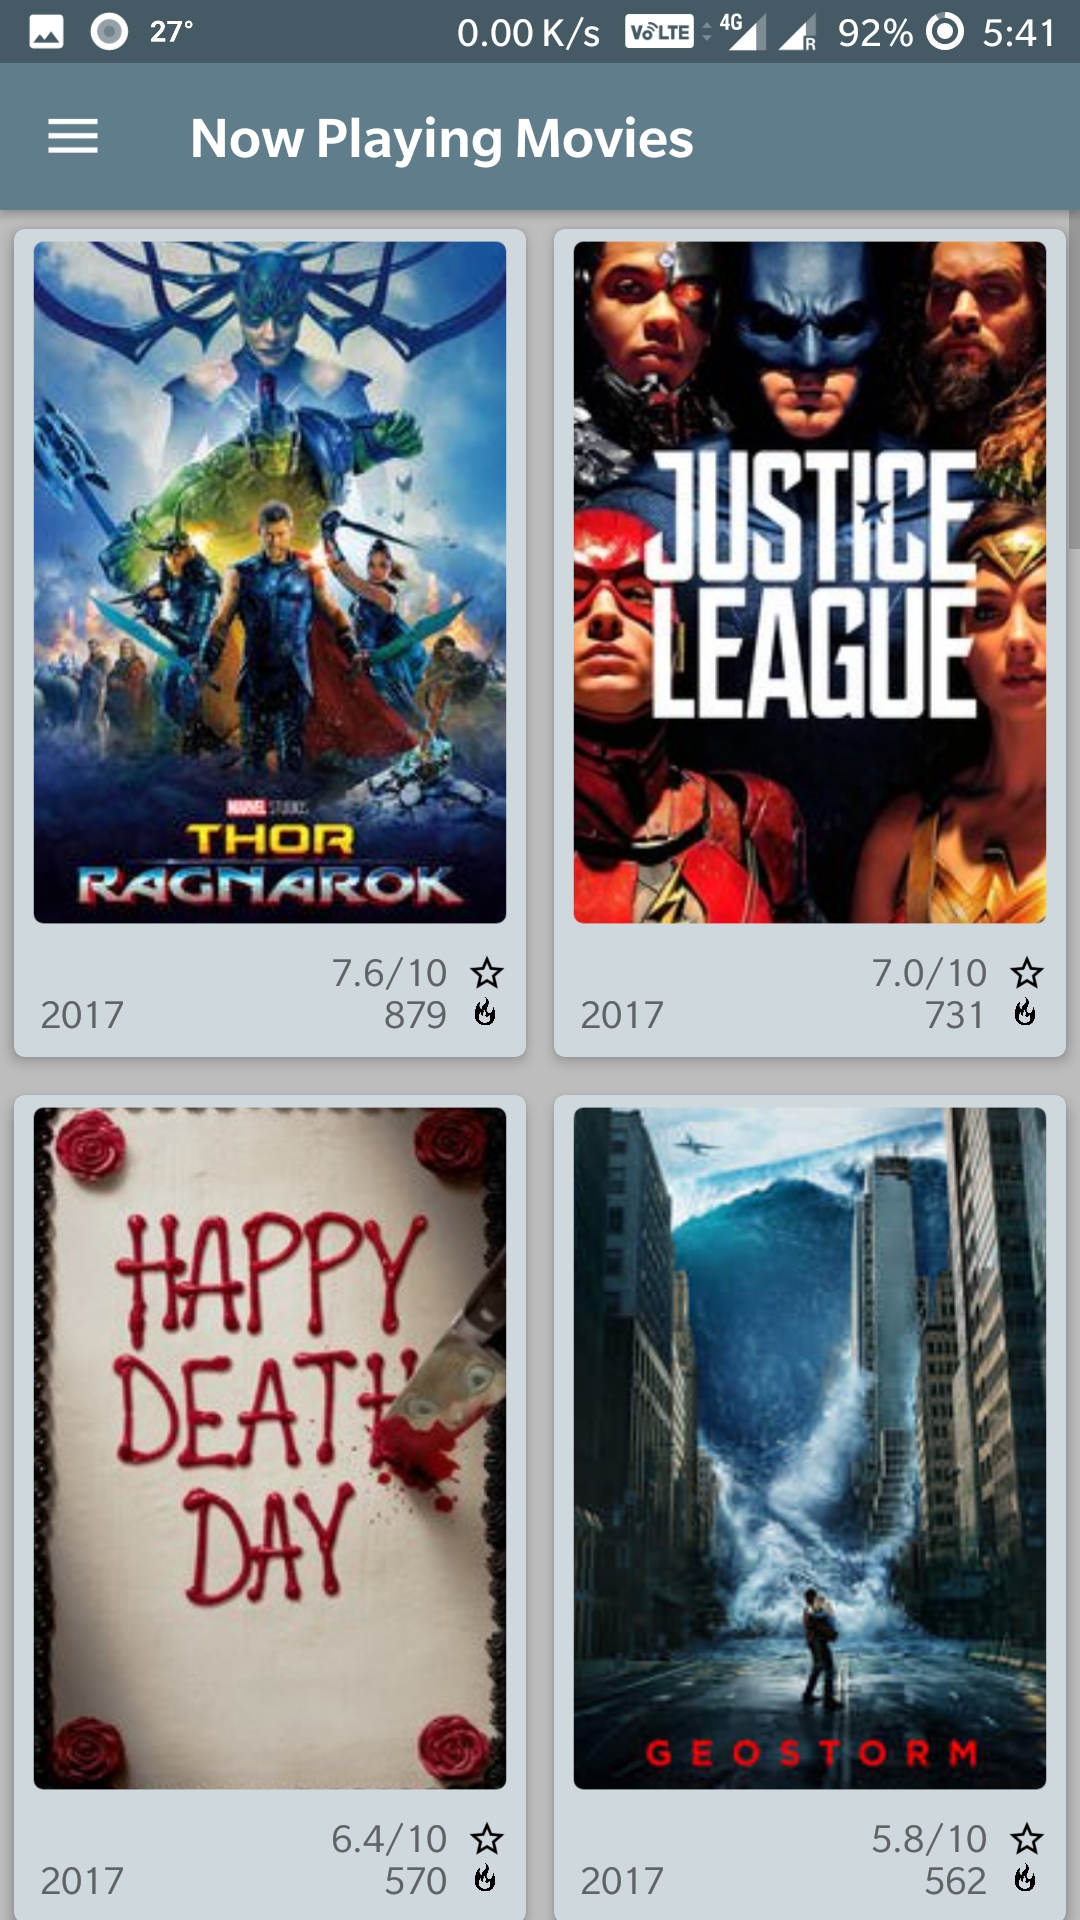 27° 0.00 K/s VoLTE 4G R 92% 5:41
Now Playing Movies
MARVEL STUDIOS
THOR
RAGNAROK
7.6/10
2017 879
JUSTICE
LEAGUE
7.0/10
2017 731
HAPPY
DEATH
DAY
6.4/10
2017 570
GEOSTORM
5.8/10
2017 562